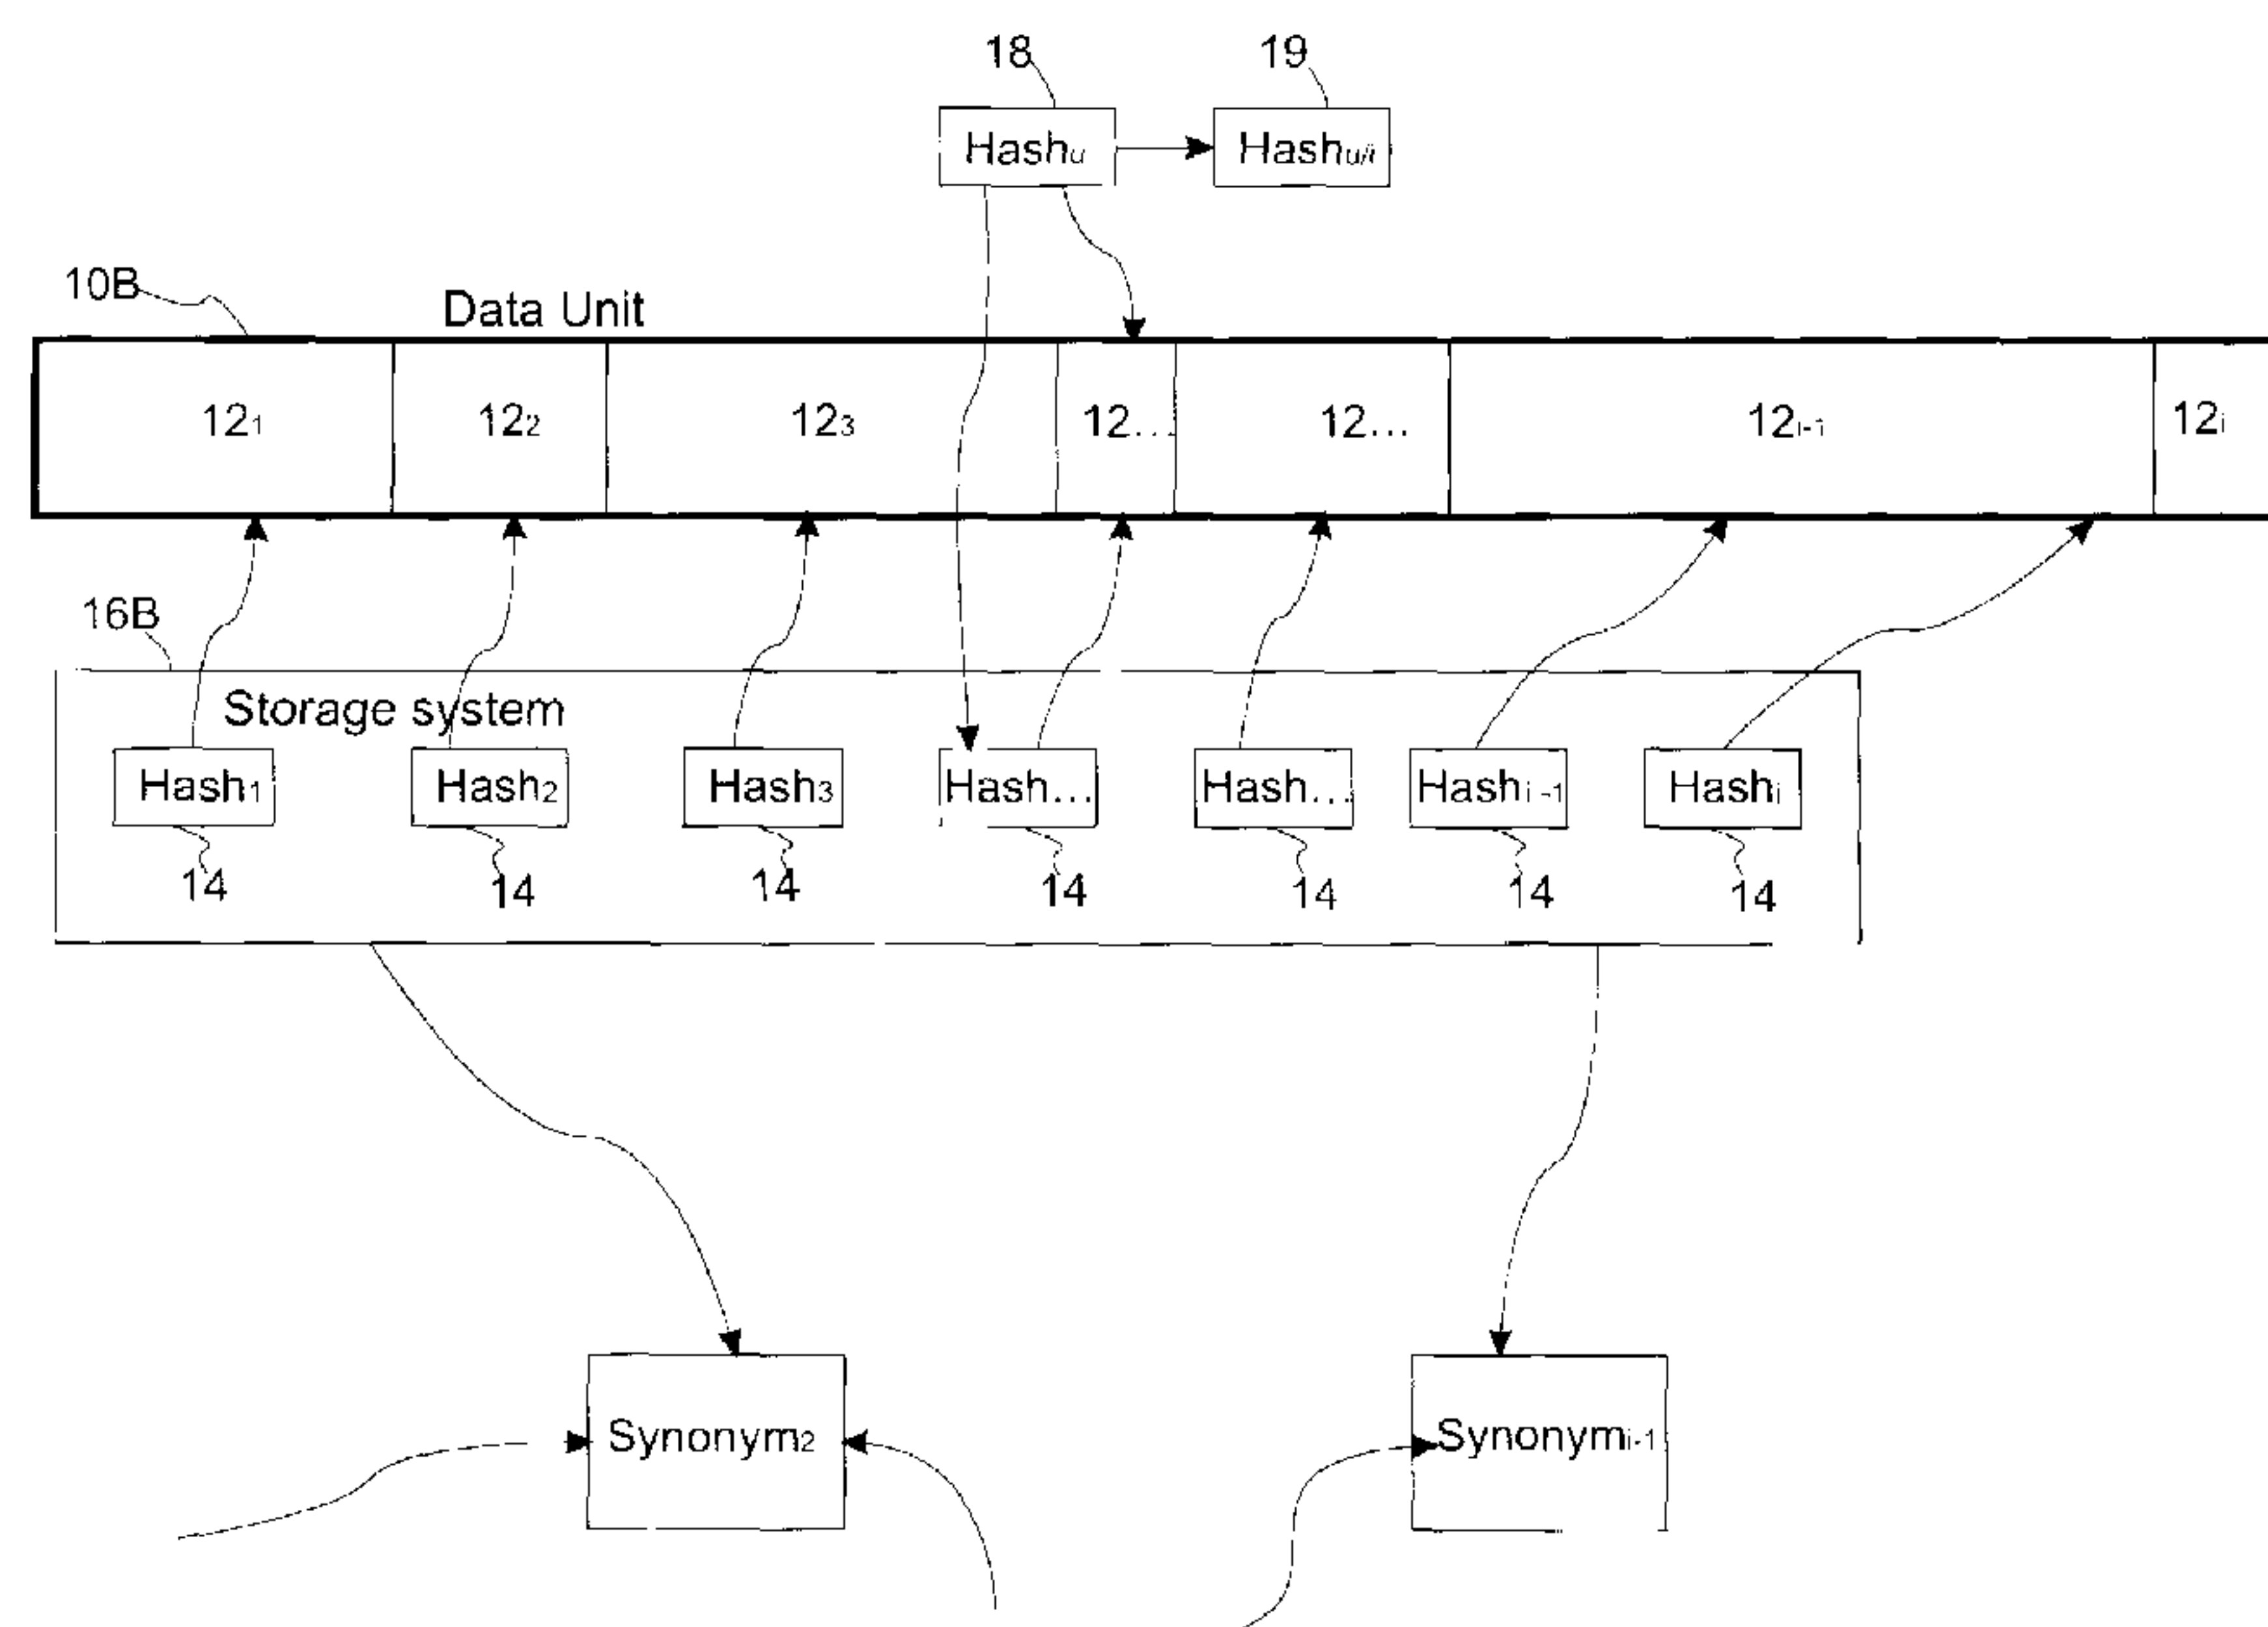 18 19
Hashu Hashu/i
10B
Data Unit
121 122 123 12... 12... 12i-1 12i
16B
Storage system
Hash1 Hash2 Hash3 Hash... Hash... Hashi-1 Hashi
14 14 14 14 14 14 14
Synonym2 Synonymi-1